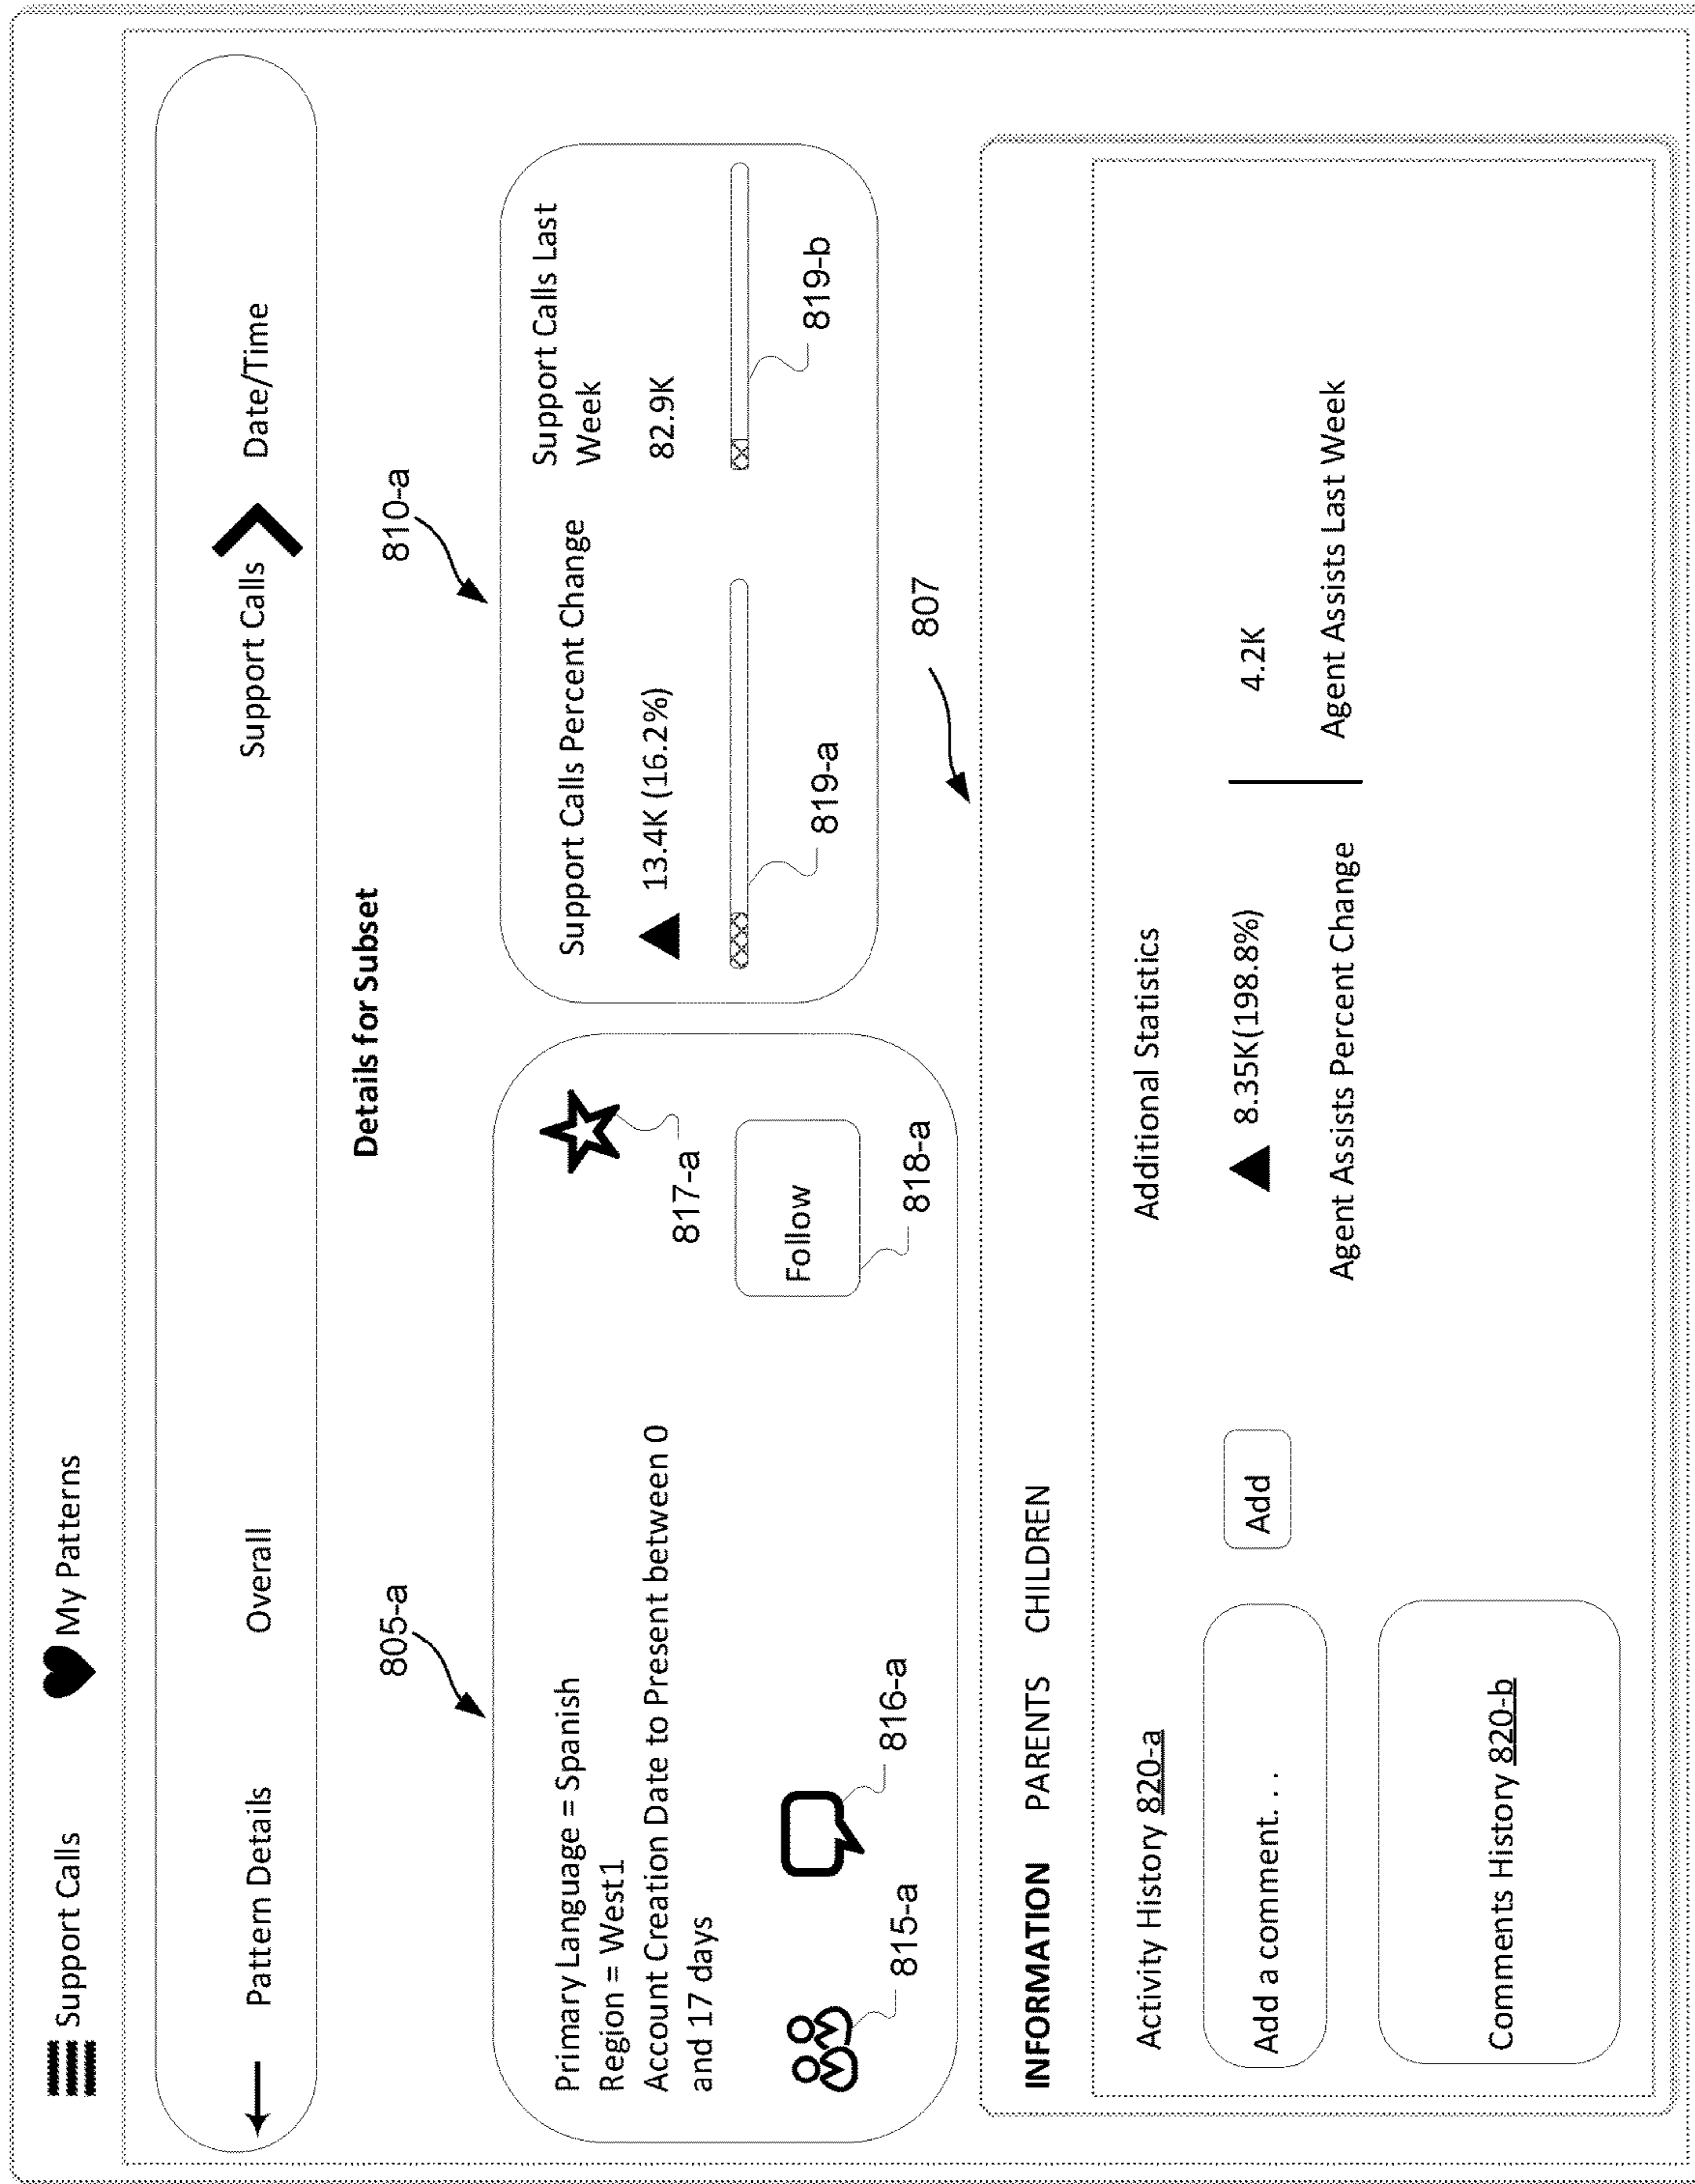 Support Calls
My Patterns
Pattern Details
Overall
Support Calls
Date/Time
Details for Subset
805-a
810-a
Primary Language = Spanish
Region = West1
Account Creation Date to Present between 0
and 17 days
815-a
816-a
817-a
Follow
818-a
Support Calls Percent Change
13.4K (16.2%)
819-a
Support Calls Last
Week
82.9K
819-b
807
INFORMATION
PARENTS
CHILDREN
Activity History 820-a
Add a comment. . .
Add
Comments History 820-b
Additional Statistics
8.35K(198.8%)
Agent Assists Percent Change
4.2K
Agent Assists Last Week